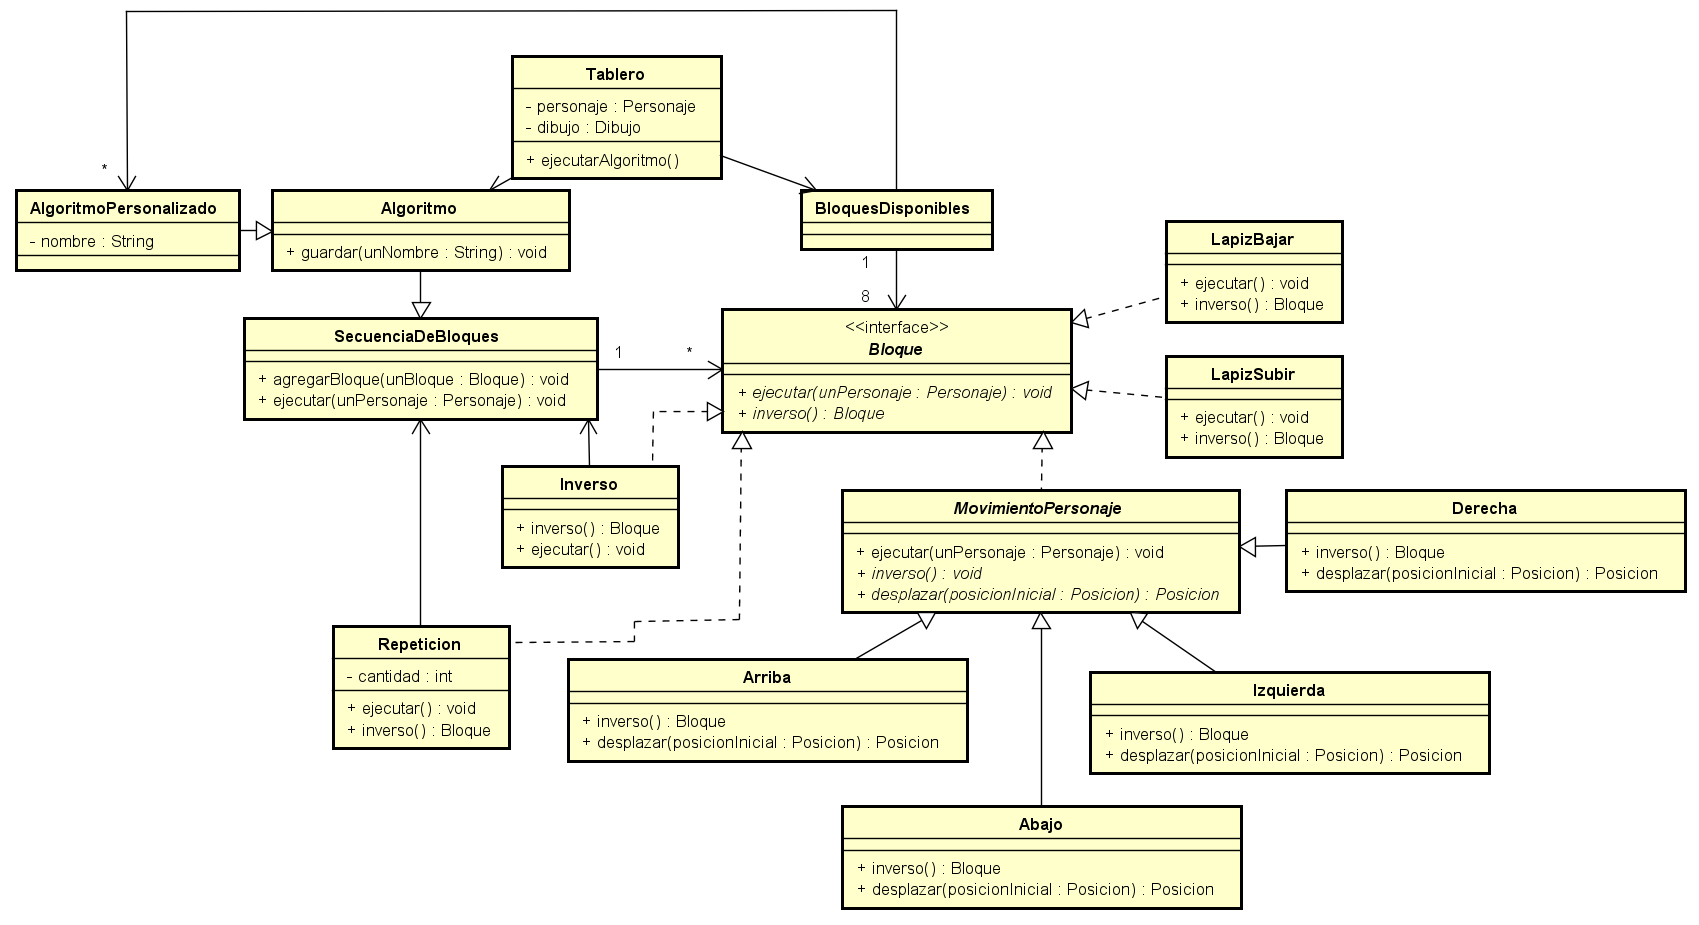 Tablero
- personaje : Personaje
- dibujo : Dibujo
+ ejecutarAlgoritmo()
*
AlgoritmoPersonalizado
- nombre : String
Algoritmo
+ guardar(unNombre : String) : void
BloquesDisponibles
1
8
LapizBajar
+ ejecutar() : void
+ inverso() : Bloque
SecuenciaDeBloques
+ agregarBloque(unBloque : Bloque) : void
+ ejecutar(unPersonaje : Personaje) : void
1
*
<<interface>>
Bloque
+ ejecutar(unPersonaje : Personaje) : void
+ inverso() : Bloque
LapizSubir
+ ejecutar() : void
+ inverso() : Bloque
Inverso
+ inverso() : Bloque
+ ejecutar() : void
MovimientoPersonaje
+ ejecutar(unPersonaje : Personaje) : void
+ inverso() : void
+ desplazar(posicionInicial : Posicion) : Posicion
Derecha
+ inverso() : Bloque
+ desplazar(posicionInicial : Posicion) : Posicion
Repeticion
- cantidad : int
+ ejecutar() : void
+ inverso() : Bloque
Arriba
+ inverso() : Bloque
+ desplazar(posicionInicial : Posicion) : Posicion
Izquierda
+ inverso() : Bloque
+ desplazar(posicionInicial : Posicion) : Posicion
Abajo
+ inverso() : Bloque
+ desplazar(posicionInicial : Posicion) : Posicion